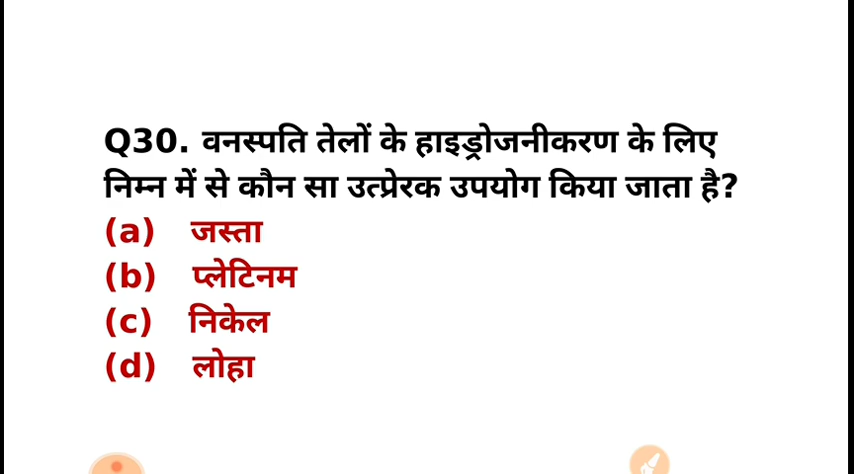 Q30. वनस्पति तेलों के हाइड्रोजनीकरण के लिए
निम्न में से कौन सा उत्प्रेरक उपयोग किया जाता है?
(a) जस्ता
(b) प्लेटिनम
(c) निकेल
(d) लोहा